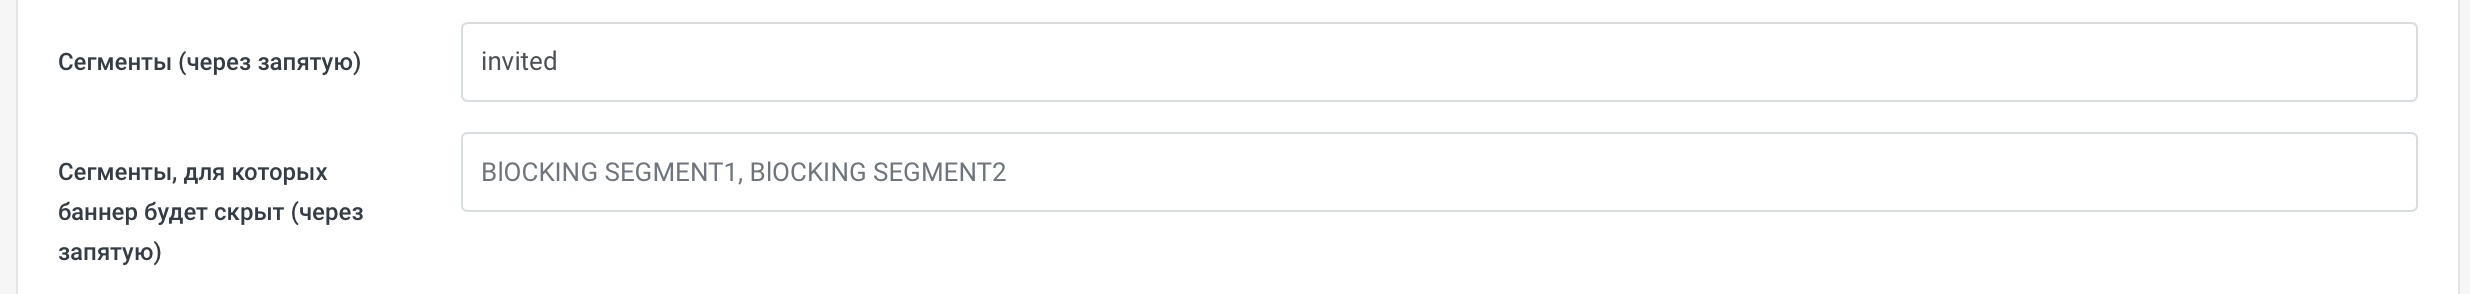 Сегменты (через запятую)
invited
Сегменты, для которых
баннер будет скрыт (через
запятую)
BlOCKING SEGMENT1, BlOCKING SEGMENT2